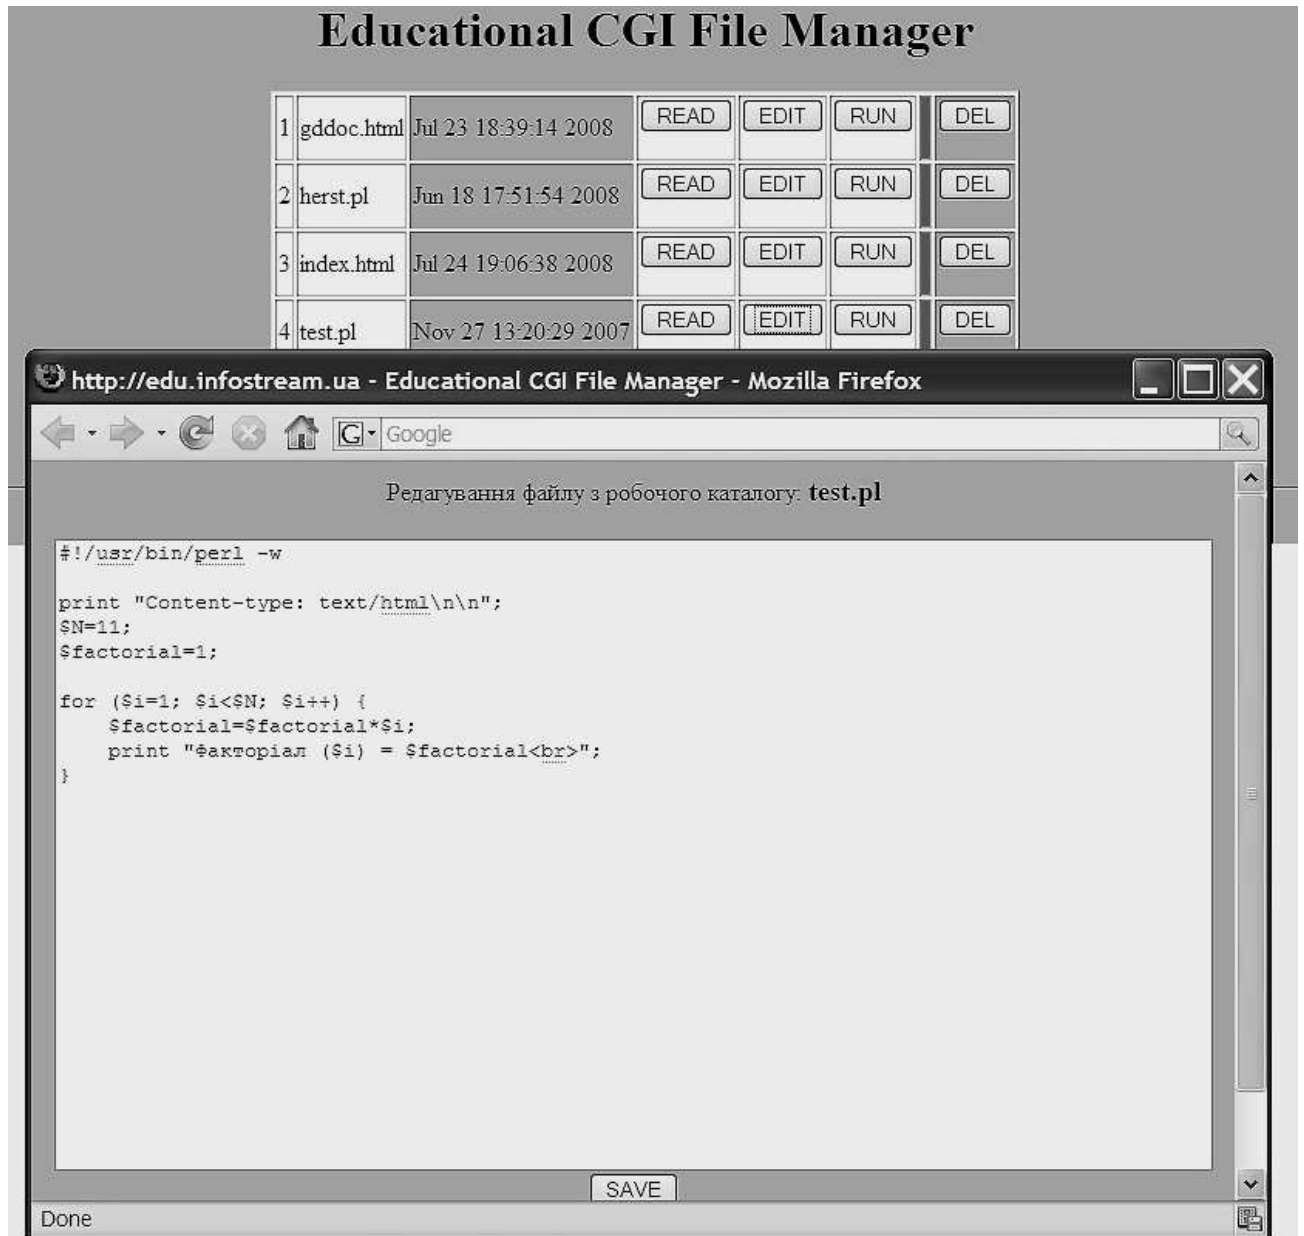 Educational CGI File Manager
1 gddoc.html Jul 23 18:39:14 2008 READ EDIT RUN DEL
2 herst.pl Jun 18 17:51:54 2008 READ EDIT RUN DEL
3 index.html Jul 24 19:06:38 2008 READ EDIT RUN DEL
4 test.pl Nov 27 13:20:29 2007 READ EDIT RUN DEL
http://edu.infostream.ua - Educational CGI File Manager - Mozilla Firefox
G Google
Редагування файлу з робочого каталогу: test.pl
#!/usr/bin/perl -w
print "Content-type: text/html\n\n";
$N=11;
$factorial=1;
for ($i=1; $i<$N; $i++) {
    $factorial=$factorial*$i;
    print "Факторіал ($i) = $factorial<br>";
}
SAVE
Done